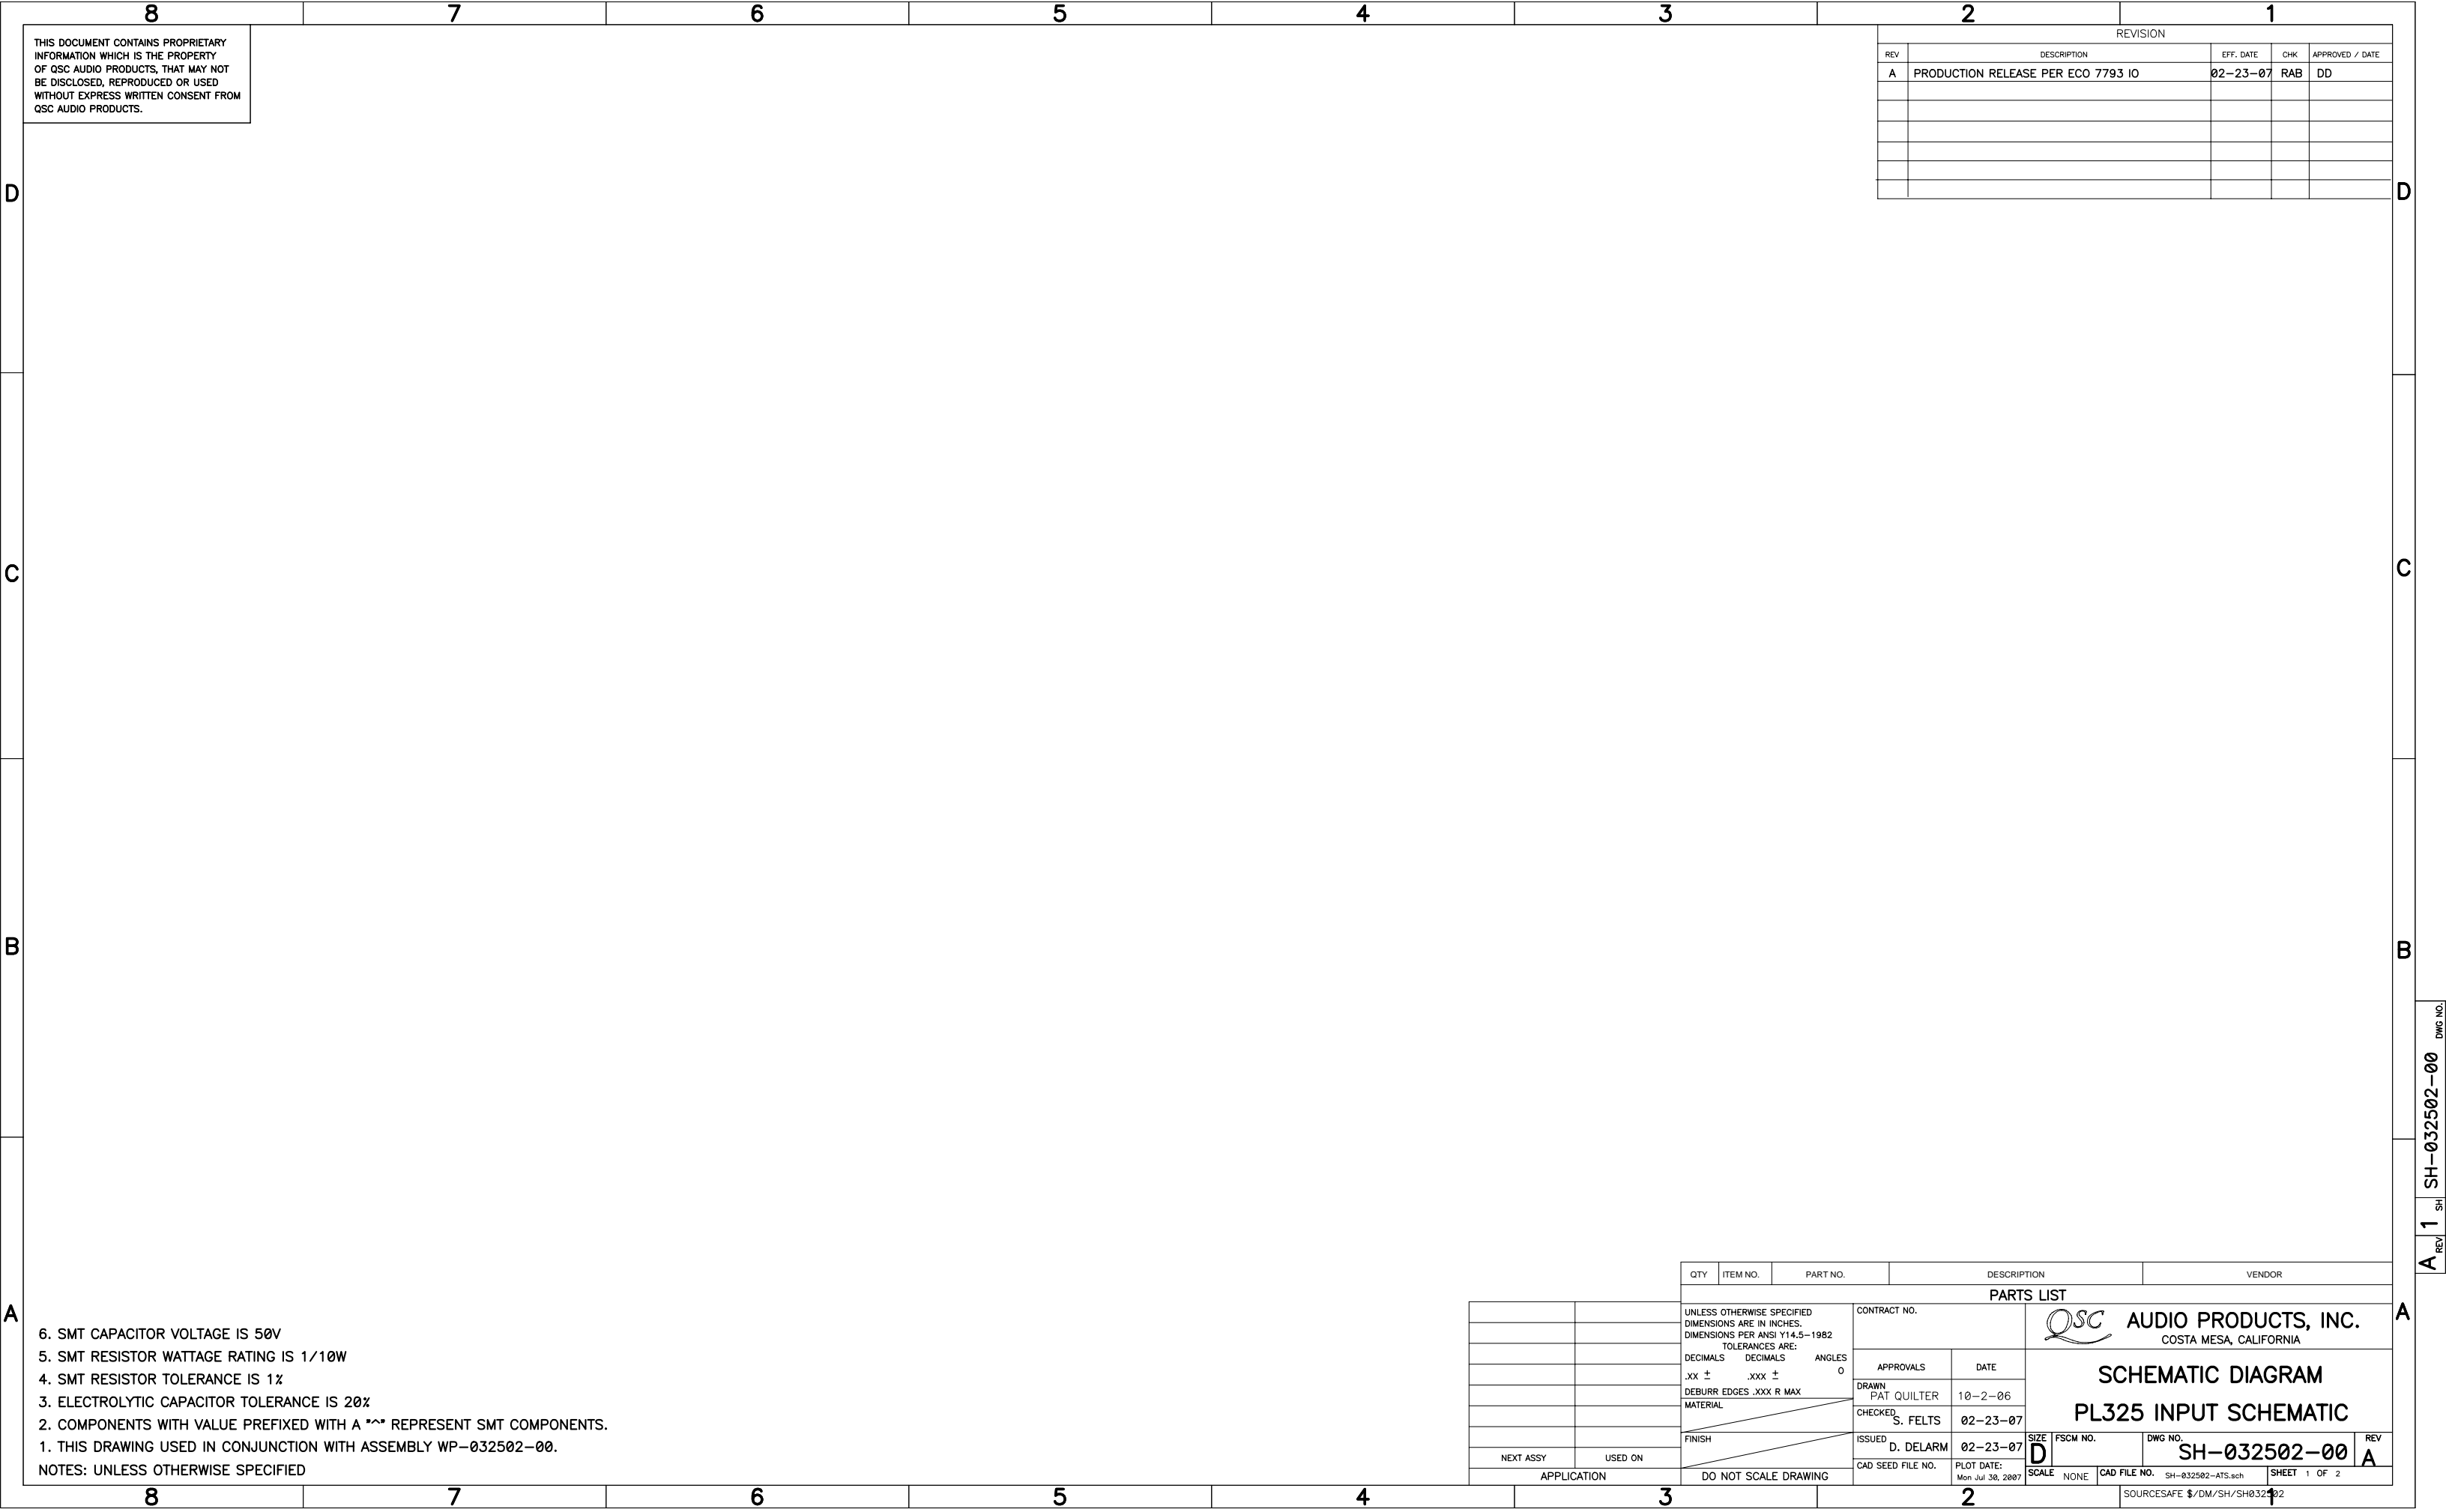 8 7 6 5 4 3 2 1
THIS DOCUMENT CONTAINS PROPRIETARY
INFORMATION WHICH IS THE PROPERTY
OF QSC AUDIO PRODUCTS, THAT MAY NOT
BE DISCLOSED, REPRODUCED OR USED
WITHOUT EXPRESS WRITTEN CONSENT FROM
QSC AUDIO PRODUCTS.
REVISION
REV DESCRIPTION EFF. DATE CHK APPROVED / DATE
A PRODUCTION RELEASE PER ECO 7793 IO 02-23-07 RAB DD
D D
C C
B B
DWG NO.
SH-032502-00
SH
1
REV
A
A A
6. SMT CAPACITOR VOLTAGE IS 50V
5. SMT RESISTOR WATTAGE RATING IS 1/10W
4. SMT RESISTOR TOLERANCE IS 1%
3. ELECTROLYTIC CAPACITOR TOLERANCE IS 20%
2. COMPONENTS WITH VALUE PREFIXED WITH A "^" REPRESENT SMT COMPONENTS.
1. THIS DRAWING USED IN CONJUNCTION WITH ASSEMBLY WP-032502-00.
NOTES: UNLESS OTHERWISE SPECIFIED
NEXT ASSY USED ON
APPLICATION
QTY ITEM NO. PART NO. DESCRIPTION VENDOR
PARTS LIST
UNLESS OTHERWISE SPECIFIED
DIMENSIONS ARE IN INCHES.
DIMENSIONS PER ANSI Y14.5-1982
TOLERANCES ARE:
DECIMALS DECIMALS ANGLES
.XX ± .XXX ± O
DEBURR EDGES .XXX R MAX
MATERIAL
FINISH
DO NOT SCALE DRAWING
CONTRACT NO.
APPROVALS DATE
DRAWN
PAT QUILTER 10-2-06
CHECKED
S. FELTS 02-23-07
ISSUED
D. DELARM 02-23-07
CAD SEED FILE NO. PLOT DATE:
Mon Jul 30, 2007
QSC AUDIO PRODUCTS, INC.
COSTA MESA, CALIFORNIA
SCHEMATIC DIAGRAM
PL325 INPUT SCHEMATIC
SIZE FSCM NO. DWG NO. REV
D SH-032502-00 A
SCALE NONE CAD FILE NO. SH-032502-ATS.sch SHEET 1 OF 2
SOURCESAFE $/DM/SH/SH032502
8 7 6 5 4 3 2 1